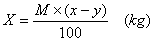 X = M × (x − y) / 100 (kg)